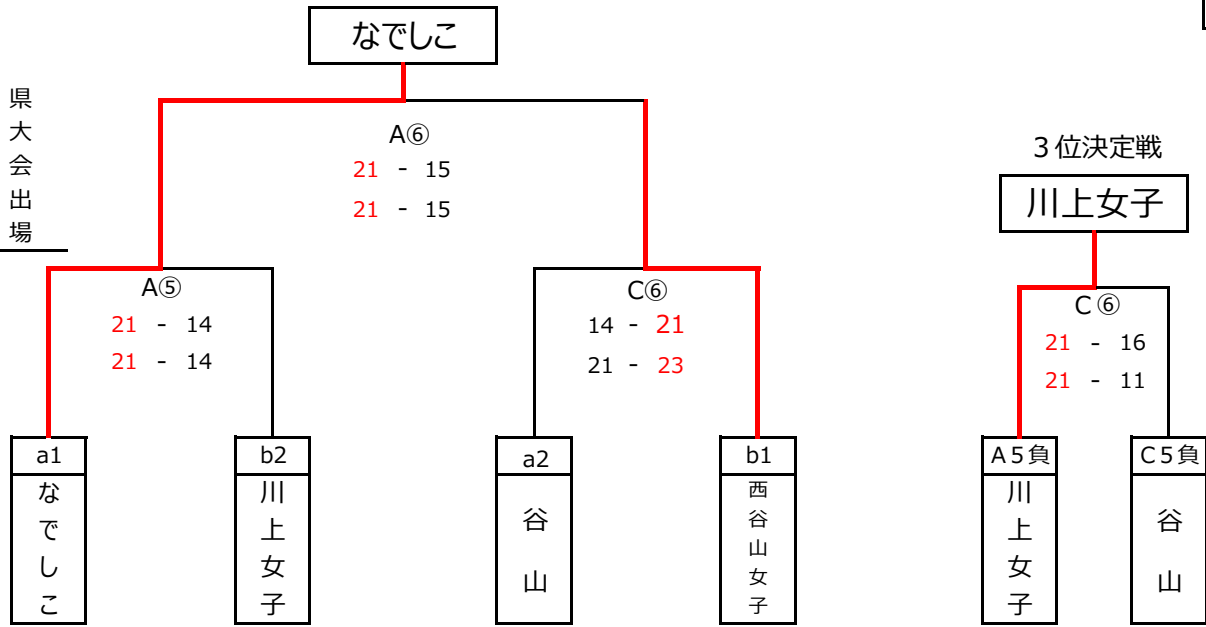 なでしこ
県大会出場
A⑥
21 - 15
21 - 15
A⑤
21 - 14
21 - 14
C⑥
14 - 21
21 - 23
a1
なでしこ
b2
川上女子
a2
谷山
b1
西谷山女子
３位決定戦
川上女子
C⑥
21 - 16
21 - 11
A５負
川上女子
C５負
谷山